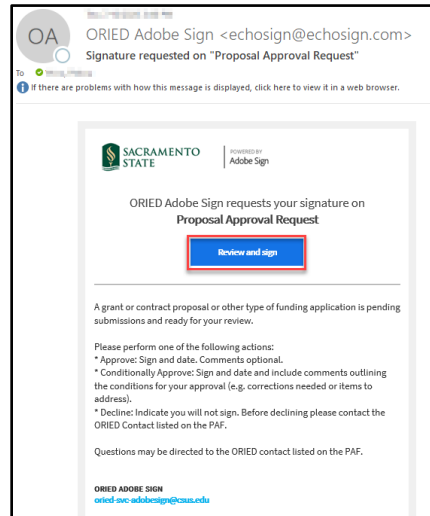 OA
ORIED Adobe Sign <echosign@echosign.com>
Signature requested on "Proposal Approval Request"
To
If there are problems with how this message is displayed, click here to view it in a web browser.
SACRAMENTO STATE
POWERED BY
Adobe Sign
ORIED Adobe Sign requests your signature on
Proposal Approval Request
Review and sign
A grant or contract proposal or other type of funding application is pending
submissions and ready for your review.
Please perform one of the following actions:
* Approve: Sign and date. Comments optional.
* Conditionally Approve: Sign and date and include comments outlining
the conditions for your approval (e.g. corrections needed or items to
address).
* Decline: Indicate you will not sign. Before declining please contact the
ORIED Contact listed on the PAF.
Questions may be directed to the ORIED contact listed on the PAF.
ORIED ADOBE SIGN
oried-svc-adobesign@csus.edu